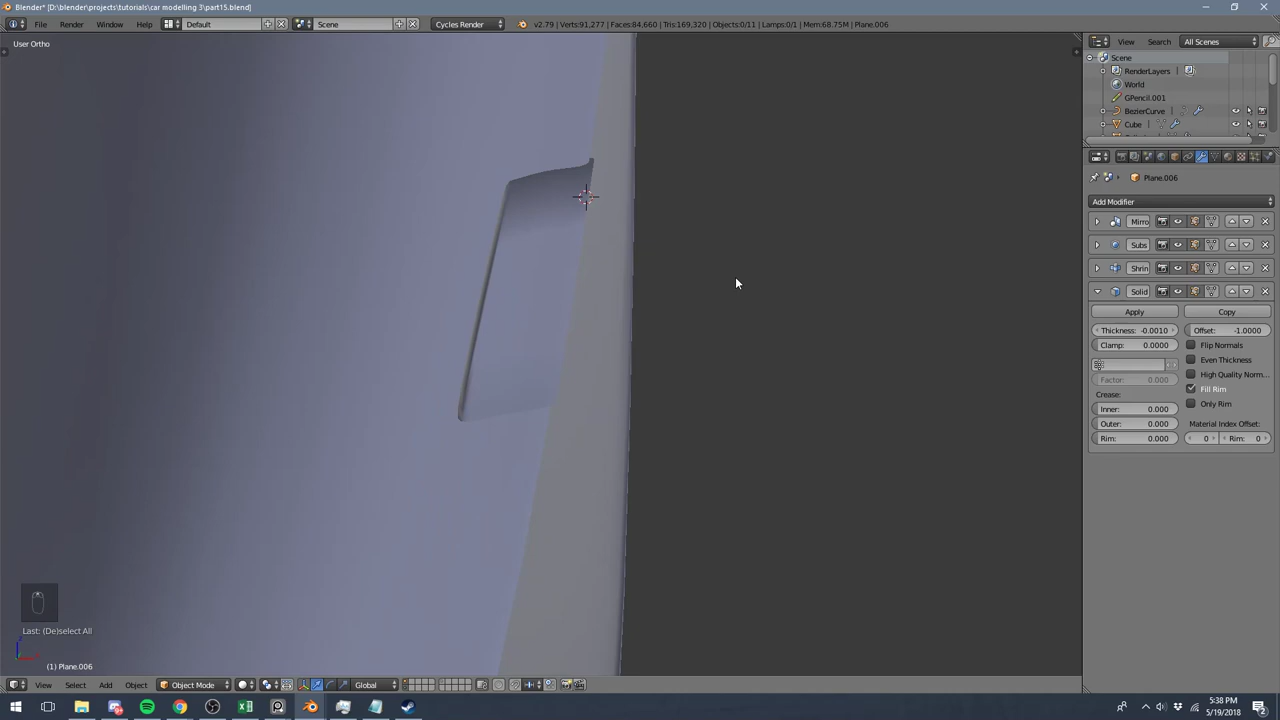 Blender* [D:\blender\projects\tutorials\car modelling 3\part15.blend]
File Render Window Help Default Scene Cycles Render v2.79 | Verts:91,277 | Faces:84,660 | Tris:169,320 | Objects:0/11 | Lamps:0/1 | Mem:68.75M | Plane.006
User Ortho
View Search All Scenes
Scene
RenderLayers
World
GPencil.001
BezierCurve
Cube
Plane.006
Add Modifier
Mirro
Subs
Shrin
Solid
Apply Copy
Thickness: -0.0010 Offset: -1.0000
Clamp: 0.0000 Flip Normals
Even Thickness
High Quality Norm...
Factor: 0.000 Fill Rim
Crease: Only Rim
Inner: 0.000
Outer: 0.000 Material Index Offset:
Rim: 0.000 0 Rim: 0
Last: (De)select All
(1) Plane.006
View Select Add Object Object Mode Global
5:38 PM
5/19/2018
2